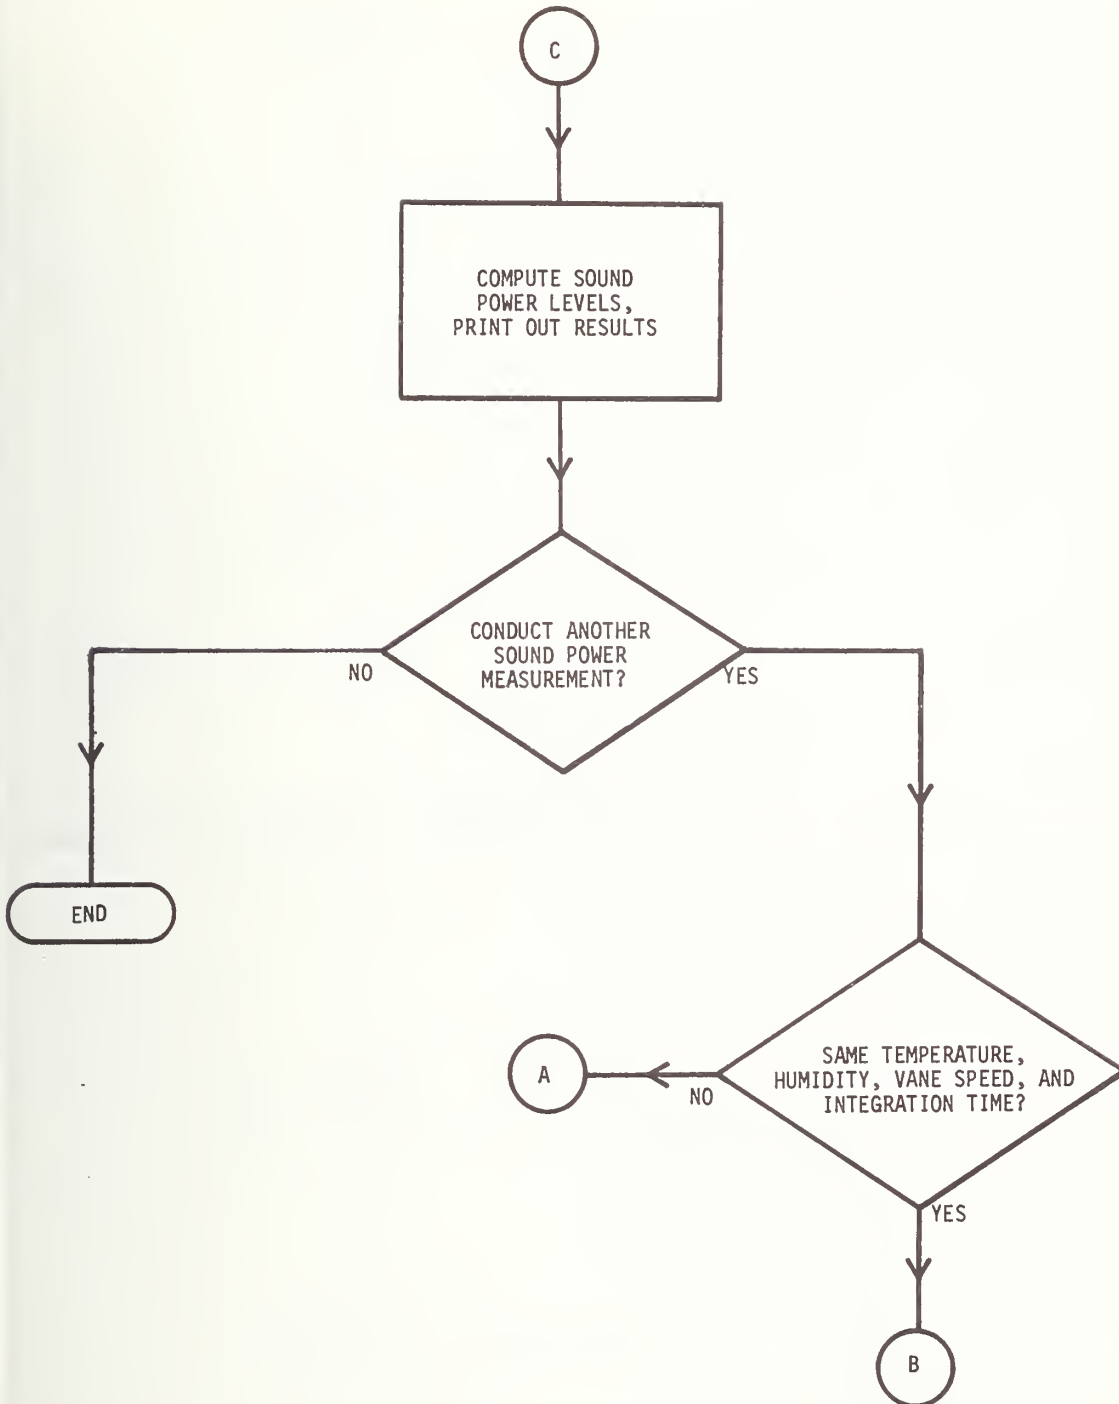 C
COMPUTE SOUND
POWER LEVELS,
PRINT OUT RESULTS
CONDUCT ANOTHER
SOUND POWER
MEASUREMENT?
NO
YES
END
SAME TEMPERATURE,
HUMIDITY, VANE SPEED, AND
INTEGRATION TIME?
A
NO
YES
B